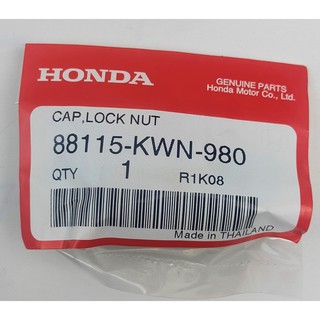 HONDA
GENUINE PARTS
Honda Motor Co., Ltd.
CAP,LOCK NUT
88115-KWN-980
QTY 1 R1K08
Made in THAILAND